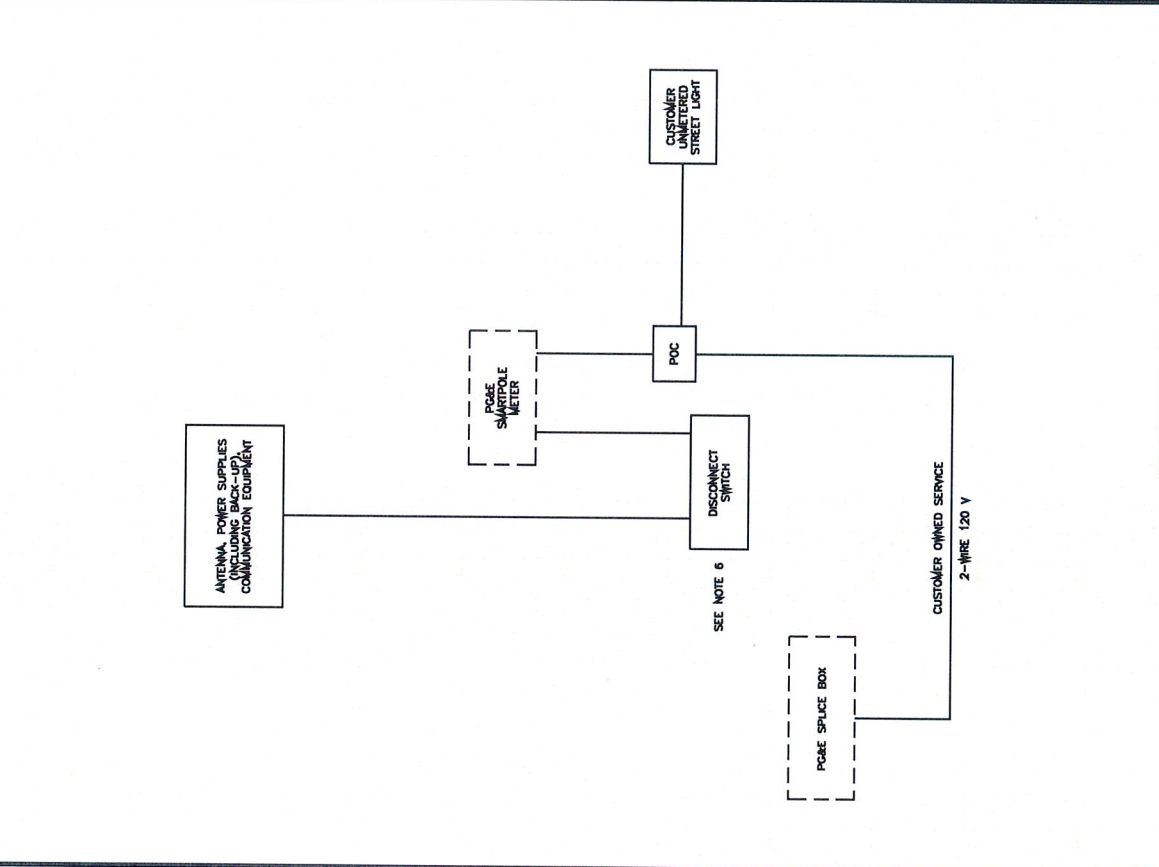 ANTENNA, POWER SUPPLIES
(INCLUDING BACK-UP),
COMMUNICATION EQUIPMENT
PG&E
SMARTPOLE
METER
CUSTOMER
UNMETERED
STREET LIGHT
POC
DISCONNECT
SWITCH
SEE NOTE 6
PG&E SPLICE BOX
CUSTOMER OWNED SERVICE
2-WIRE 120 V